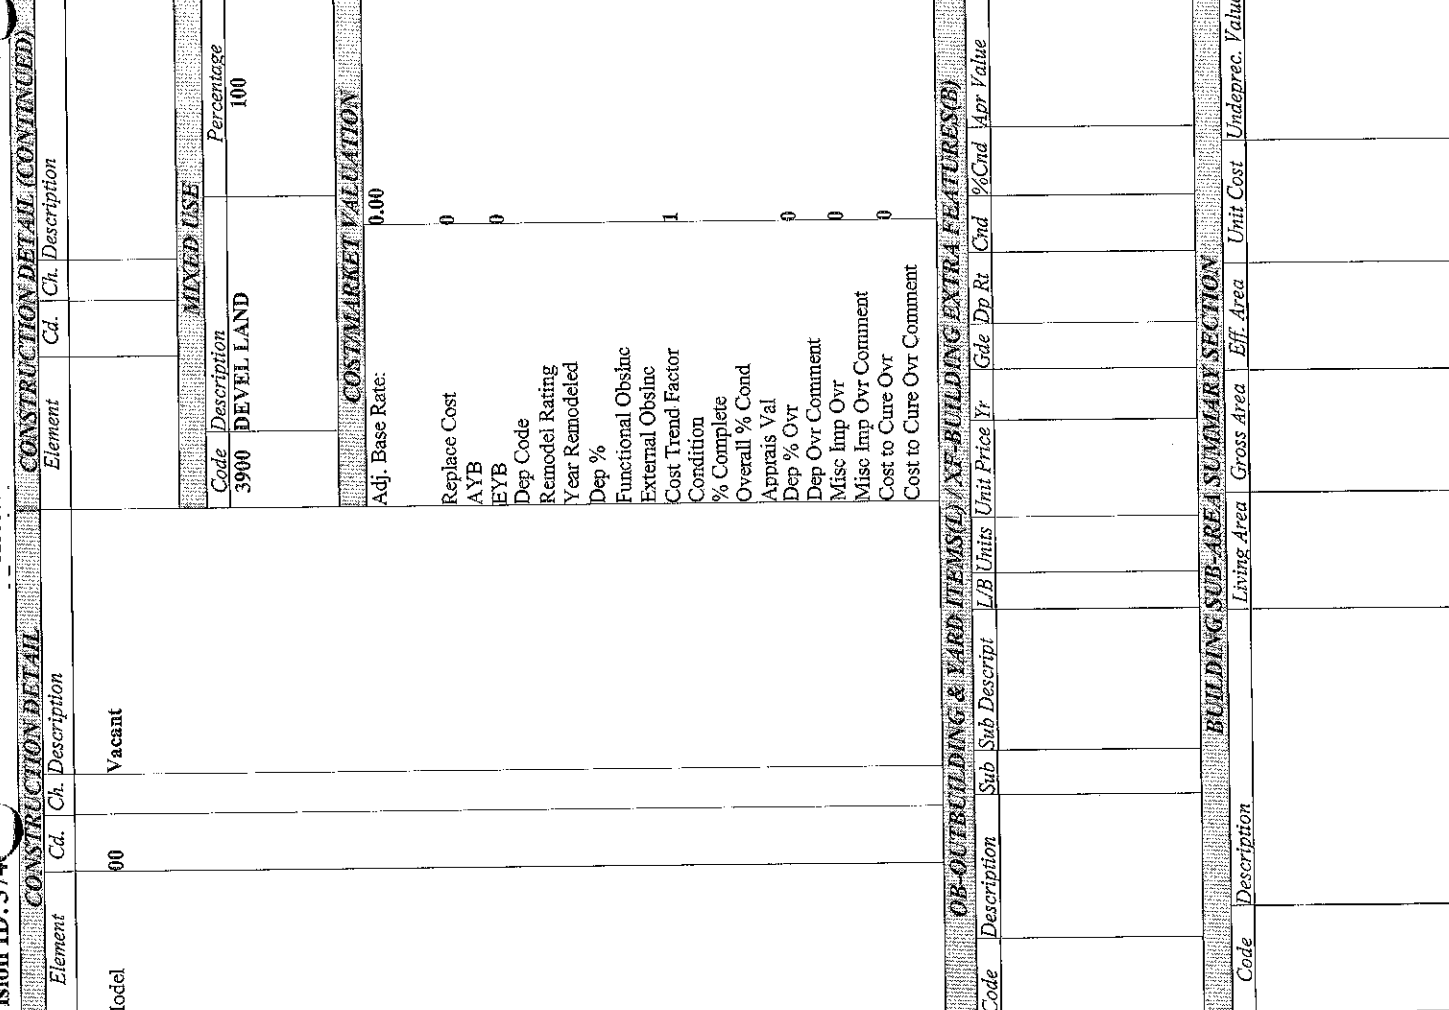 CONSTRUCTION DETAIL CONSTRUCTION DETAIL (CONTINUED)
Element Cd. Ch. Description Element Cd. Ch. Description
00 Vacant
MIXED USE
Code Description Percentage
3900 DEVEL LAND 100
COST/MARKET VALUATION
Adj. Base Rate: 0.00
Replace Cost 0
AYB
EYB 0
Dep Code
Remodel Rating
Year Remodeled
Dep %
Functional Obslnc
External Obslnc
Cost Trend Factor 1
Condition
% Complete
Overall % Cond
Apprais Val
Dep % Ovr 0
Dep Ovr Comment
Misc Imp Ovr 0
Misc Imp Ovr Comment
Cost to Cure Ovr 0
Cost to Cure Ovr Comment
OB-OUTBUILDING & YARD ITEMS(L) / XF-BUILDING EXTRA FEATURES(B)
Code Description Sub Sub Descript L/B Units Unit Price Yr Gde Dp Rt Cnd %Cnd Apr Value
BUILDING SUB-AREA SUMMARY SECTION
Code Description Living Area Gross Area Eff. Area Unit Cost Undeprec. Value